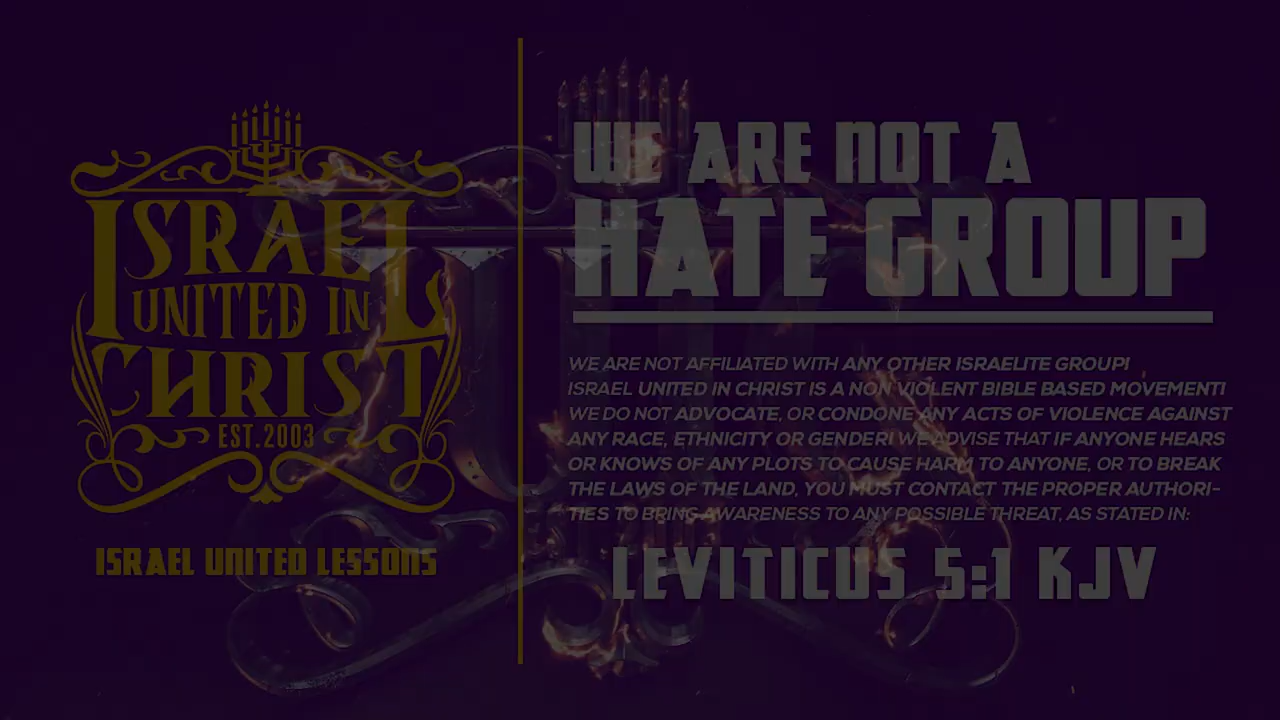 ISRAEL
UNITED IN
CHRIST
EST.2003
ISRAEL UNITED LESSONS
WE ARE NOT A
HATE GROUP
WE ARE NOT AFFILIATED WITH ANY OTHER ISRAELITE GROUP!
ISRAEL UNITED IN CHRIST IS A NON VIOLENT BIBLE BASED MOVEMENT!
WE DO NOT ADVOCATE, OR CONDONE ANY ACTS OF VIOLENCE AGAINST
ANY RACE, ETHNICITY OR GENDER! WE ADVISE THAT IF ANYONE HEARS
OR KNOWS OF ANY PLOTS TO CAUSE HARM TO ANYONE, OR TO BREAK
THE LAWS OF THE LAND, YOU MUST CONTACT THE PROPER AUTHORI-
TIES TO BRING AWARENESS TO ANY POSSIBLE THREAT, AS STATED IN:
LEVITICUS 5:1 KJV